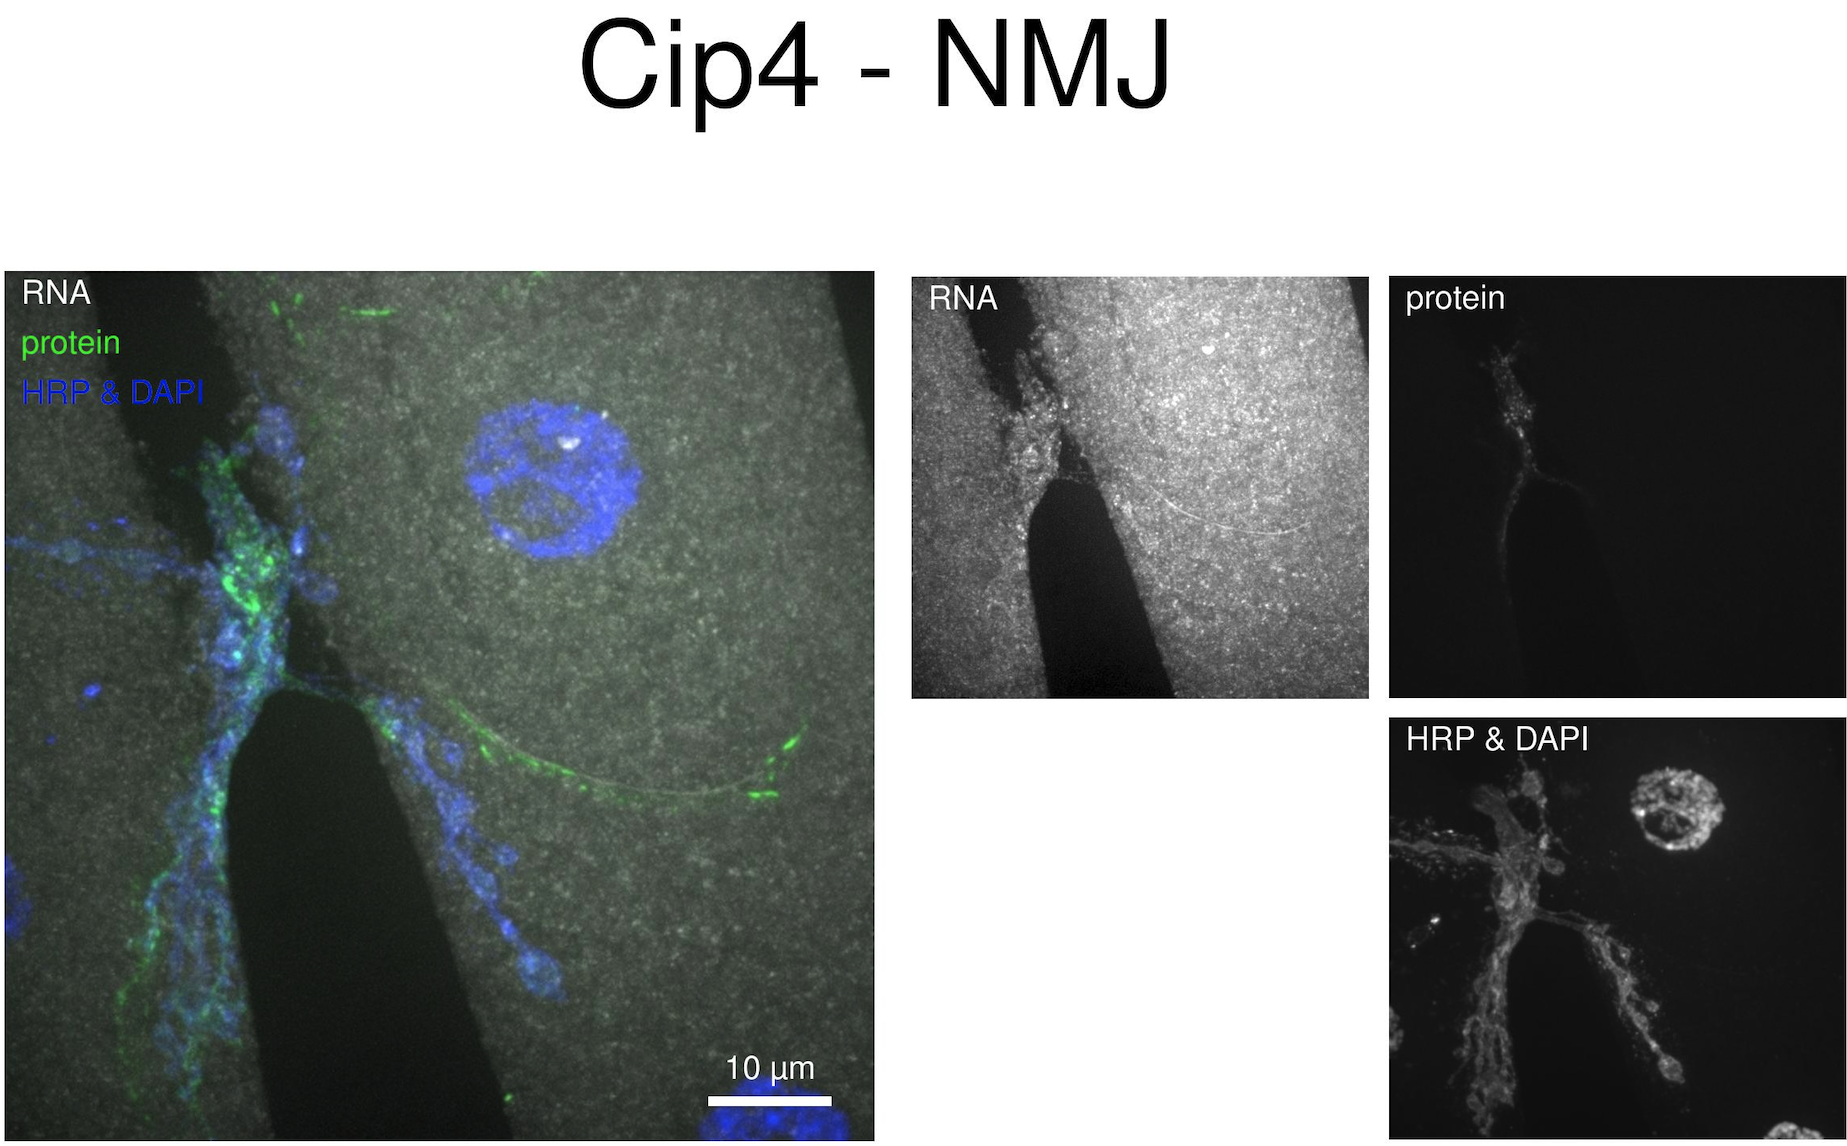 Cip4 - NMJ
RNA
protein
HRP & DAPI
10 µm
RNA
protein
HRP & DAPI